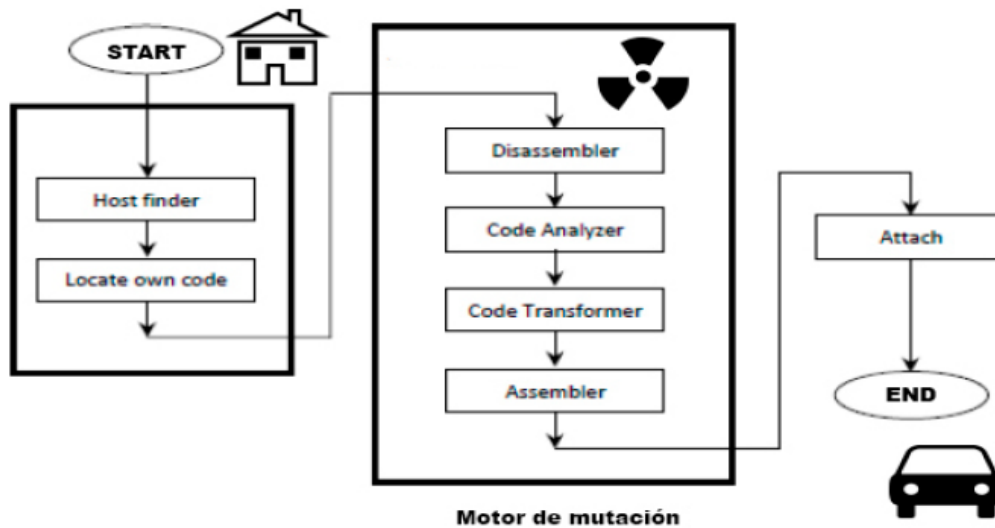 START
Host finder
Locate own code
Disassembler
Code Analyzer
Code Transformer
Assembler
Motor de mutación
Attach
END